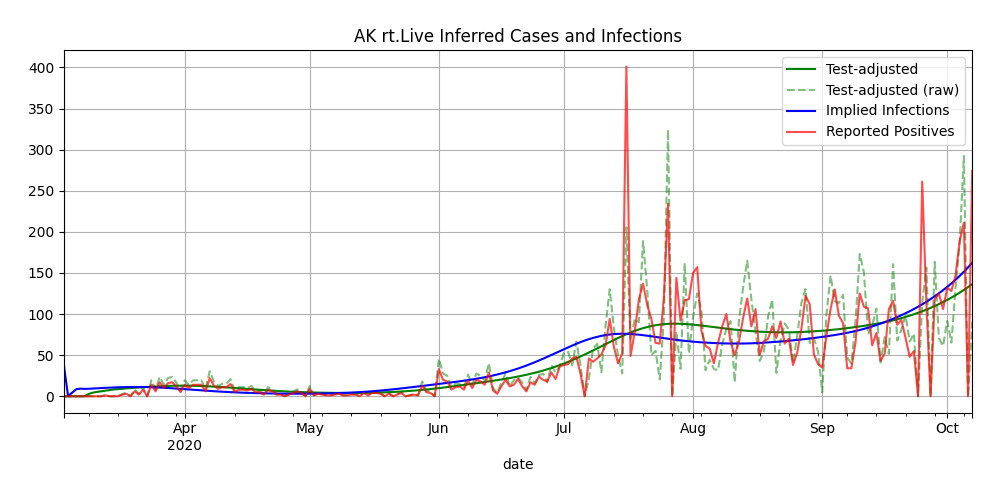 AK rt.Live Inferred Cases and Infections
400
350
300
250
200
150
100
50
0
Test-adjusted
Test-adjusted (raw)
Implied Infections
Reported Positives
Apr
2020
May
Jun
Jul
Aug
Sep
Oct
date